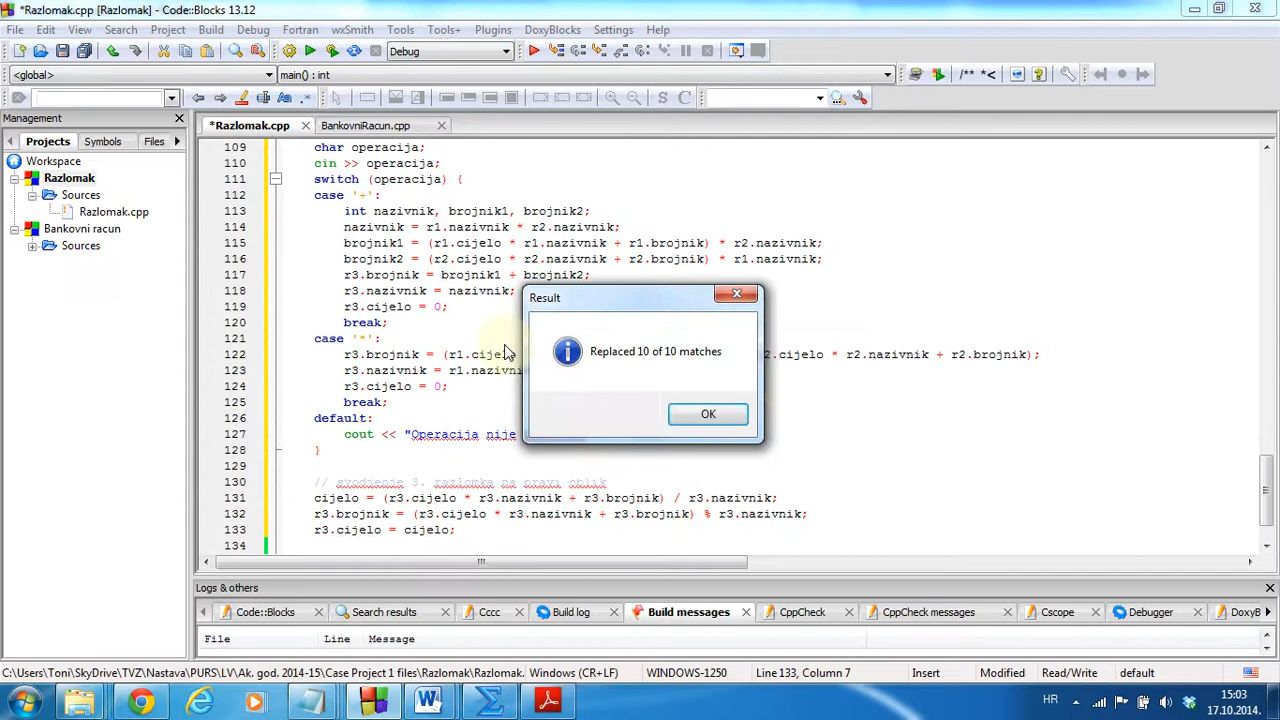 *Razlomak.cpp [Razlomak] - Code::Blocks 13.12
File Edit View Search Project Build Debug Fortran wxSmith Tools Tools+ Plugins DoxyBlocks Settings Help
Debug
<global> main() : int /** *<
S C
Management
Projects Symbols Files
Workspace
Razlomak
Sources
Razlomak.cpp
Bankovni racun
Sources
*Razlomak.cpp BankovniRacun.cpp
109 char operacija;
110 cin >> operacija;
111 switch (operacija) {
112 case '+':
113 int nazivnik, brojnik1, brojnik2;
114 nazivnik = r1.nazivnik * r2.nazivnik;
115 brojnik1 = (r1.cijelo * r1.nazivnik + r1.brojnik) * r2.nazivnik;
116 brojnik2 = (r2.cijelo * r2.nazivnik + r2.brojnik) * r1.nazivnik;
117 r3.brojnik = brojnik1 + brojnik2;
118 r3.nazivnik = nazivnik;
119 r3.cijelo = 0;
120 break;
121 case '*':
122 r3.brojnik = (r1.cijelo 2.cijelo * r2.nazivnik + r2.brojnik);
123 r3.nazivnik = r1.nazivni
124 r3.cijelo = 0;
125 break;
126 default:
127 cout << "Operacija nije
128 }
129
130 // svodjenje 3. razlomka na pravi oblik
131 cijelo = (r3.cijelo * r3.nazivnik + r3.brojnik) / r3.nazivnik;
132 r3.brojnik = (r3.cijelo * r3.nazivnik + r3.brojnik) % r3.nazivnik;
133 r3.cijelo = cijelo;
134
Result
Replaced 10 of 10 matches
OK
Logs & others
Code::Blocks Search results Cccc Build log Build messages CppCheck CppCheck messages Cscope Debugger DoxyB
File Line Message
C:\Users\Toni\SkyDrive\TVZ\Nastava\PURS\LV\Ak. god. 2014-15\Case Project 1 files\Razlomak\Razlomak. Windows (CR+LF) WINDOWS-1250 Line 133, Column 7 Insert Modified Read/Write default
HR 15:03
17.10.2014.